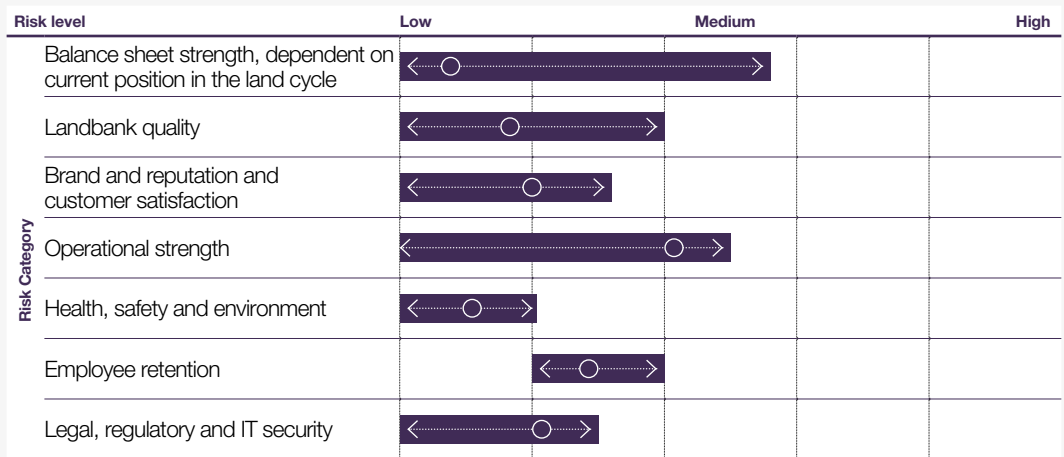 Risk level Low Medium High
Risk Category
Balance sheet strength, dependent on
current position in the land cycle
Landbank quality
Brand and reputation and
customer satisfaction
Operational strength
Health, safety and environment
Employee retention
Legal, regulatory and IT security